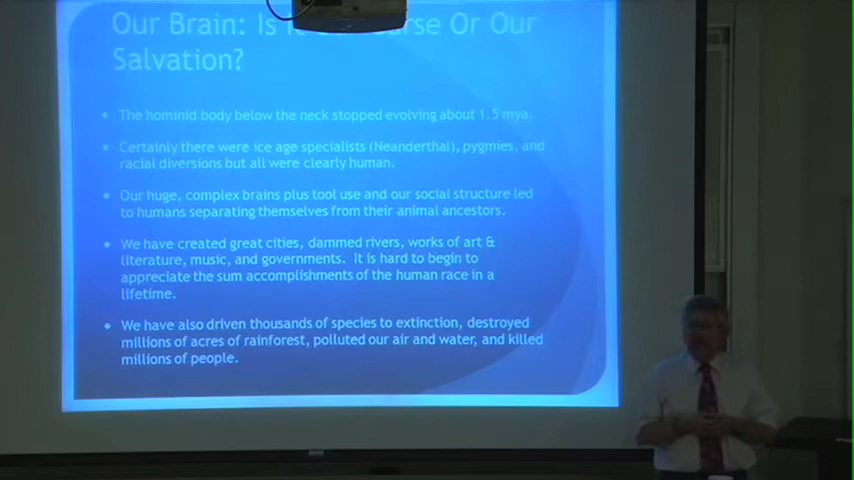 Our Brain: Is Or Our
Salvation?
• The hominid body below the neck stopped evolving about 1.5 mya.
• Certainly there were ice age specialists (Neanderthal), pygmies, and
racial diversions but all were clearly human.
• Our huge, complex brains plus tool use and our social structure led
to humans separating themselves from their animal ancestors.
• We have created great cities, dammed rivers, works of art &
literature, music, and governments. It is hard to begin to
appreciate the sum accomplishments of the human race in a
lifetime.
• We have also driven thousands of species to extinction, destroyed
millions of acres of rainforest, polluted our air and water, and killed
millions of people.